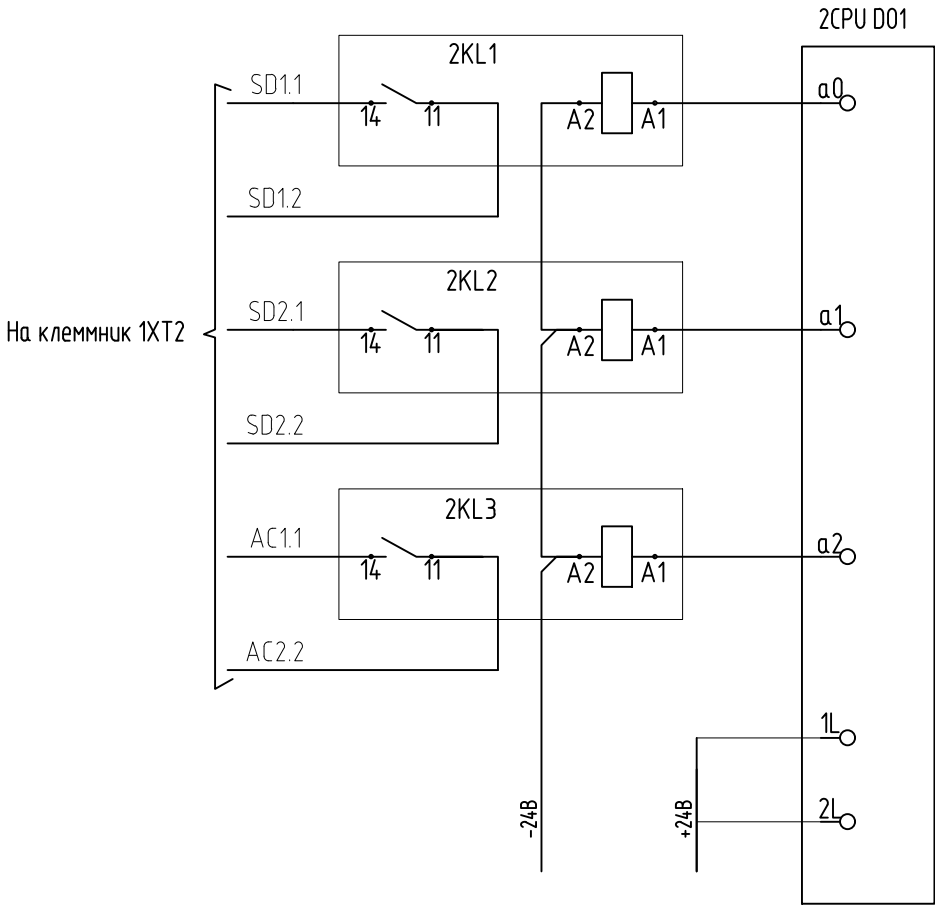 2CPU DO1
2KL1
SD1.1
14
11
A2
A1
a0
SD1.2
2KL2
SD2.1
14
11
A2
A1
a1
На клеммник 1XT2
SD2.2
2KL3
AC1.1
14
11
A2
A1
a2
AC2.2
1L
-24В
+24В
2L